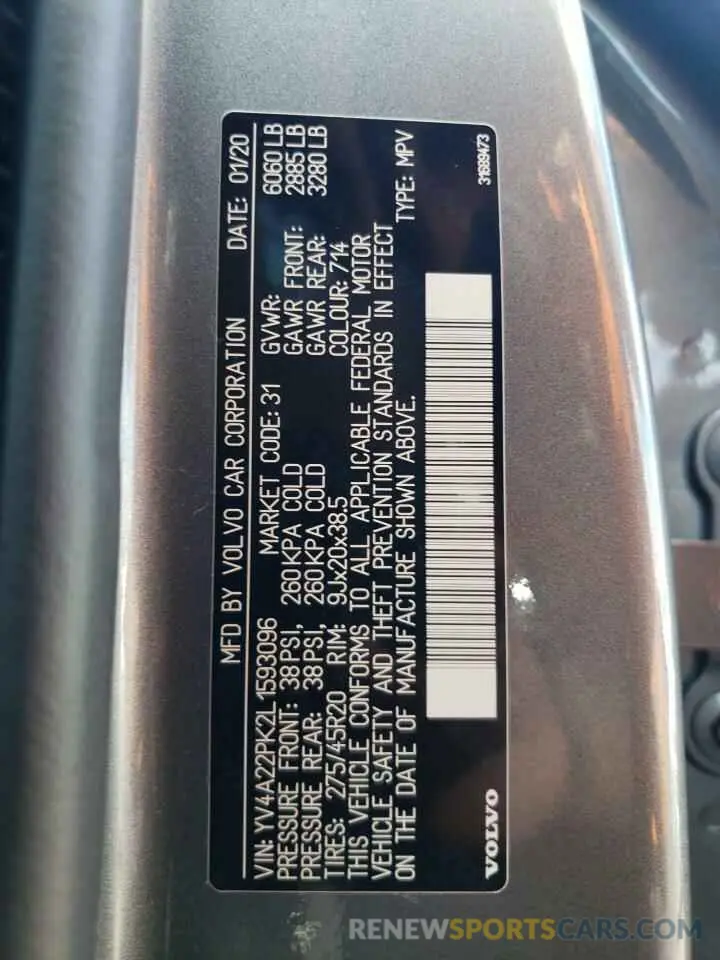 MFD BY VOLVO CAR CORPORATION DATE: 01/20
VIN: YV4A22PK2L1593096 MARKET CODE: 31 GVWR: 6060 LB
PRESSURE FRONT: 38 PSI, 260 KPA COLD GAWR FRONT: 2885 LB
PRESSURE REAR: 38 PSI, 260 KPA COLD GAWR REAR: 3280 LB
TIRES: 275/45R20 RIM: 9Jx20x38.5 COLOUR: 714
THIS VEHICLE CONFORMS TO ALL APPLICABLE FEDERAL MOTOR
VEHICLE SAFETY AND THEFT PREVENTION STANDARDS IN EFFECT
ON THE DATE OF MANUFACTURE SHOWN ABOVE. TYPE: MPV
VOLVO 31689473
RENEWSPORTSCARS.COM